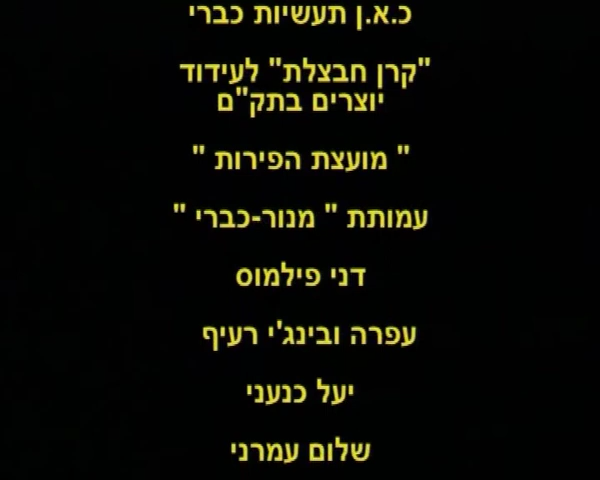 כ.א.ן תעשיות כברי
"קרן חבצלת" לעידוד
יוצרים בתק"ם
" מועצת הפירות "
עמותת " מנור-כברי "
דני פילמוס
עפרה ובינג'י רעיף
יעל כנעני
שלום עמרני